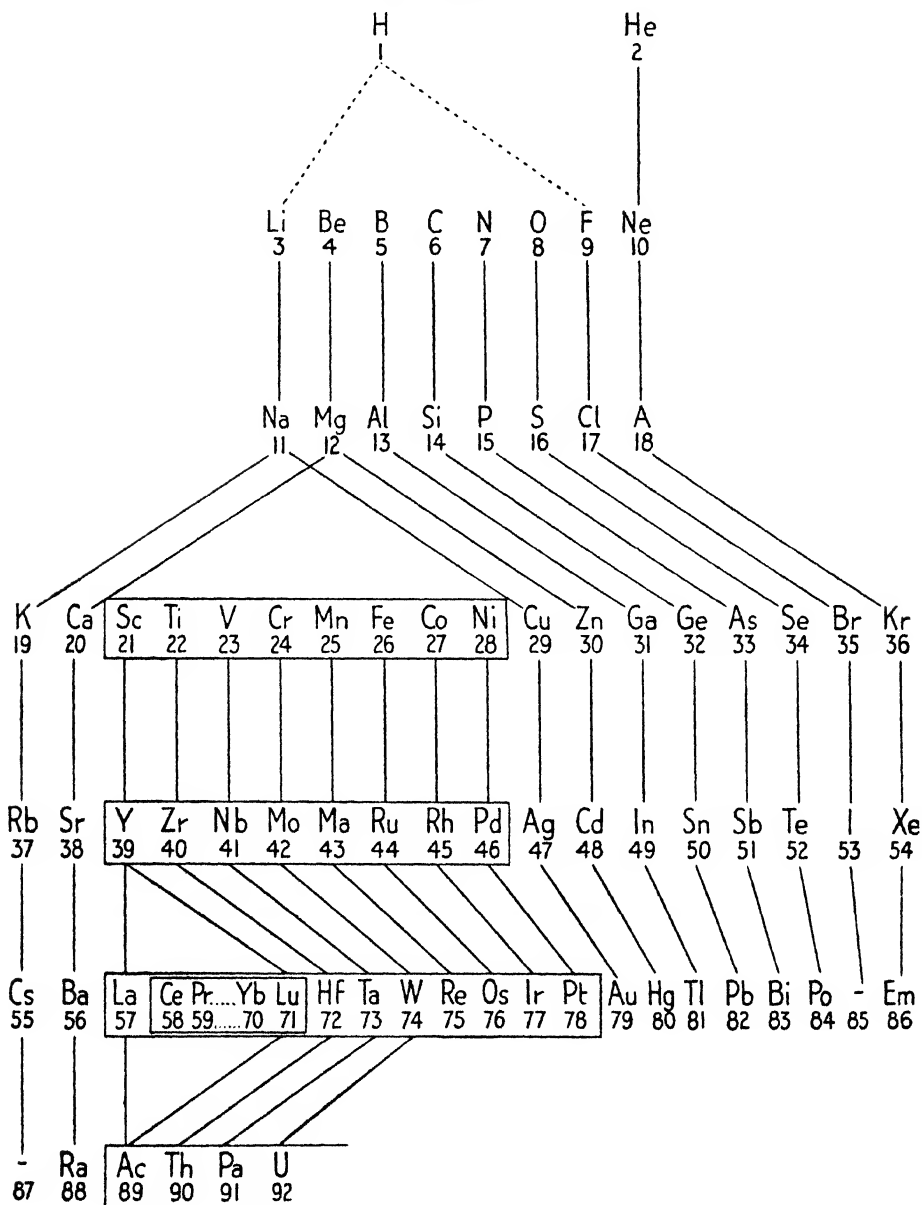 H He
1 2
Li Be B C N O F Ne
3 4 5 6 7 8 9 10
Na Mg Al Si P S Cl A
11 12 13 14 15 16 17 18
K Ca Sc Ti V Cr Mn Fe Co Ni Cu Zn Ga Ge As Se Br Kr
19 20 21 22 23 24 25 26 27 28 29 30 31 32 33 34 35 36
Rb Sr Y Zr Nb Mo Ma Ru Rh Pd Ag Cd In Sn Sb Te I Xe
37 38 39 40 41 42 43 44 45 46 47 48 49 50 51 52 53 54
Cs Ba La Ce Pr.....Yb Lu Hf Ta W Re Os Ir Pt Au Hg Tl Pb Bi Po - Em
55 56 57 58 59......70 71 72 73 74 75 76 77 78 79 80 81 82 83 84 85 86
- Ra Ac Th Pa U
87 88 89 90 91 92